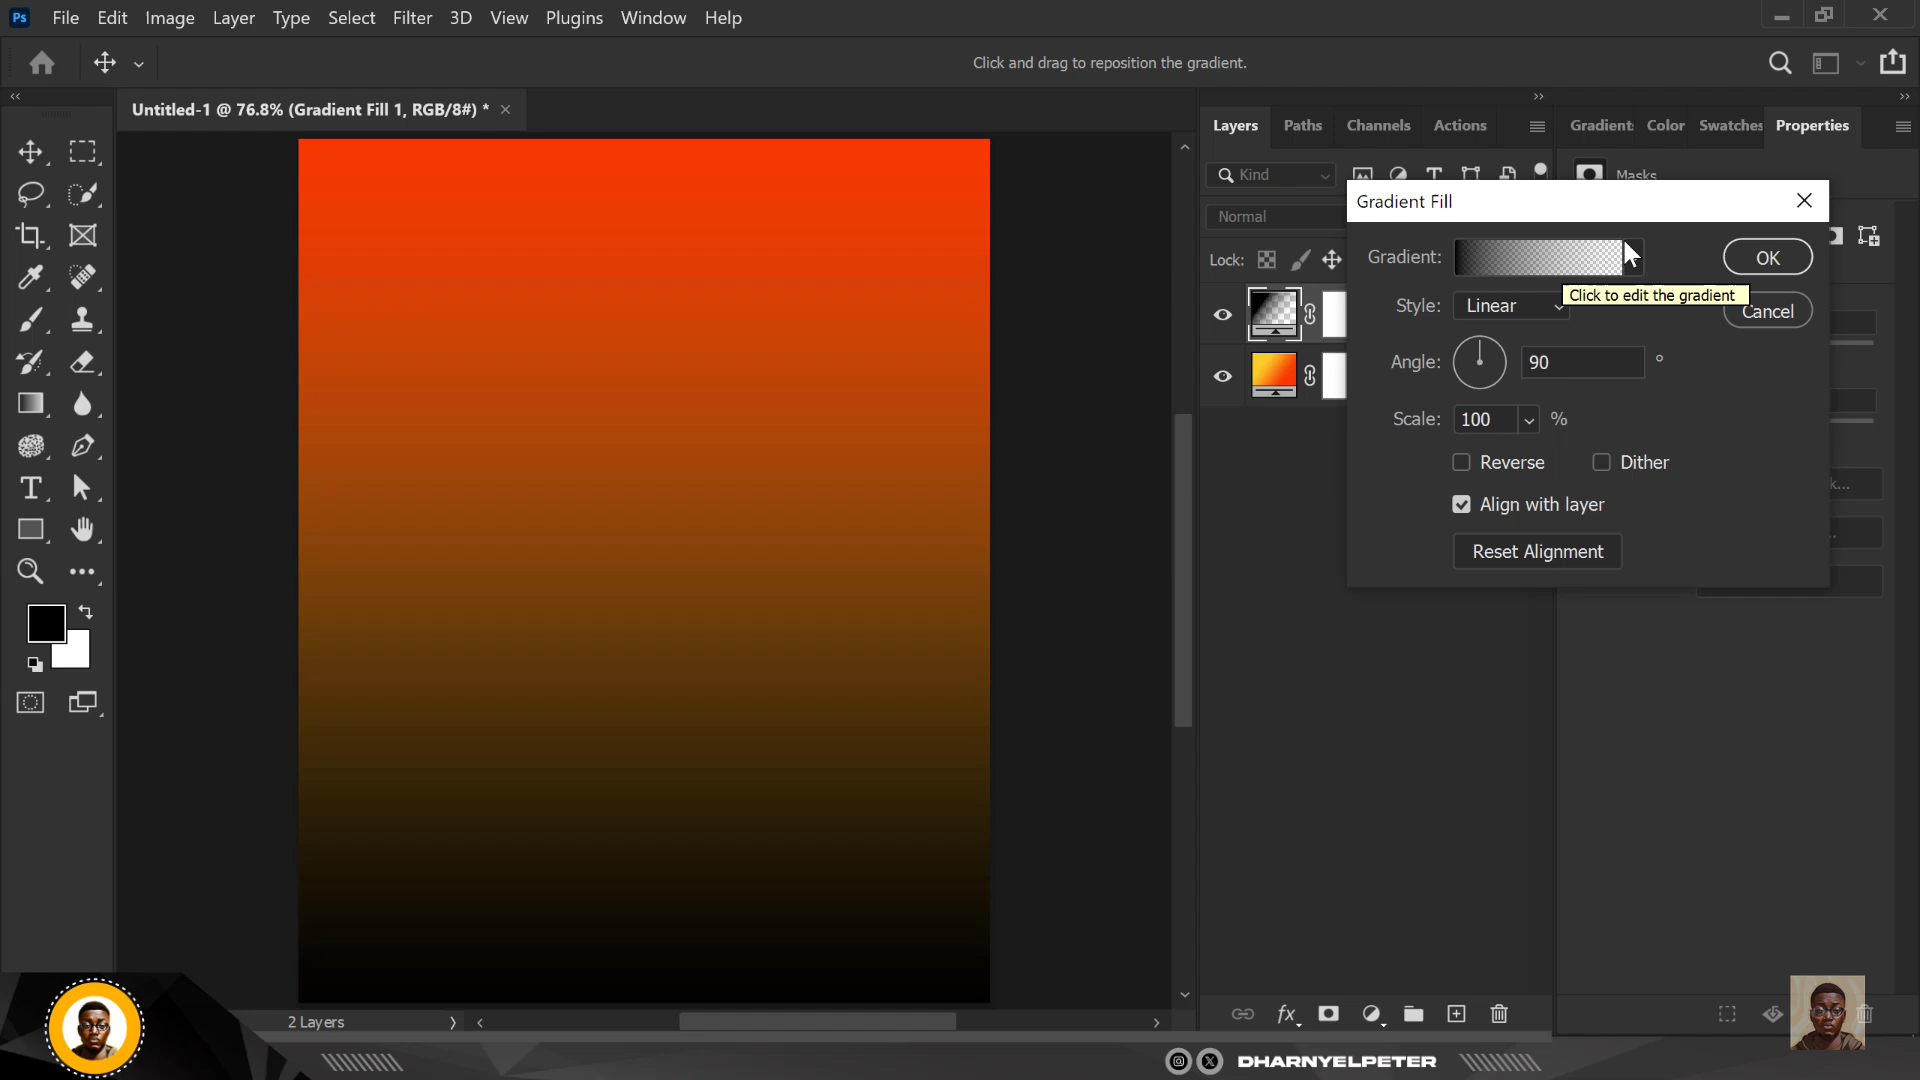 Ps File Edit Image Layer Type Select Filter 3D View Plugins Window Help
Click and drag to reposition the gradient.
Untitled-1 @ 76.8% (Gradient Fill 1, RGB/8#) *
Layers Paths Channels Actions
Gradient: Color Swatches Properties
Kind
Masks
Normal
Lock:
Gradient Fill
Gradient:
OK
Click to edit the gradient
Style: Linear
Cancel
Angle: 90 °
Scale: 100 %
Reverse Dither
Align with layer
Reset Alignment
k...
2 Layers
fx
DHARNYELPETER